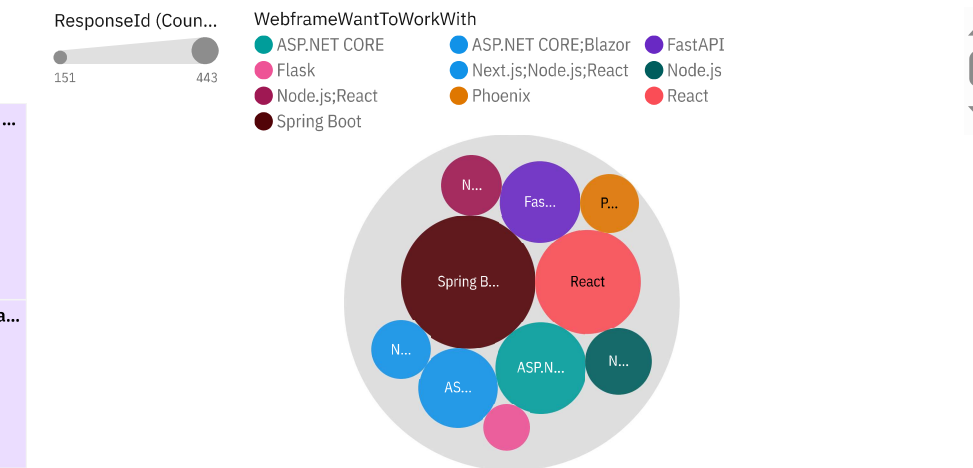 ResponseId (Coun...
151 443
WebframeWantToWorkWith
ASP.NET CORE ASP.NET CORE;Blazor FastAPI
Flask Next.js;Node.js;React Node.js
Node.js;React Phoenix React
Spring Boot
...
a...
N...
Fas...
P...
Spring B...
React
N...
AS...
ASP.N...
N...